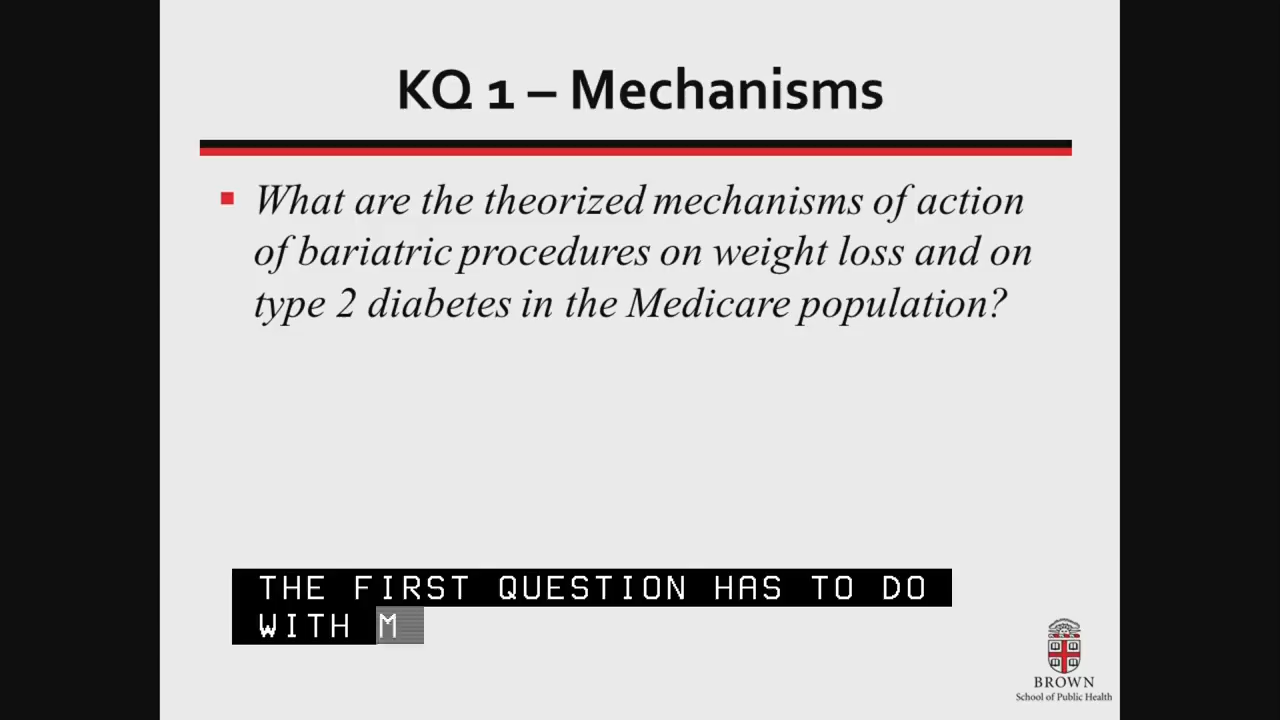 KQ 1 – Mechanisms
What are the theorized mechanisms of action
of bariatric procedures on weight loss and on
type 2 diabetes in the Medicare population?
THE FIRST QUESTION HAS TO DO
WITH M
BROWN
School of Public Health